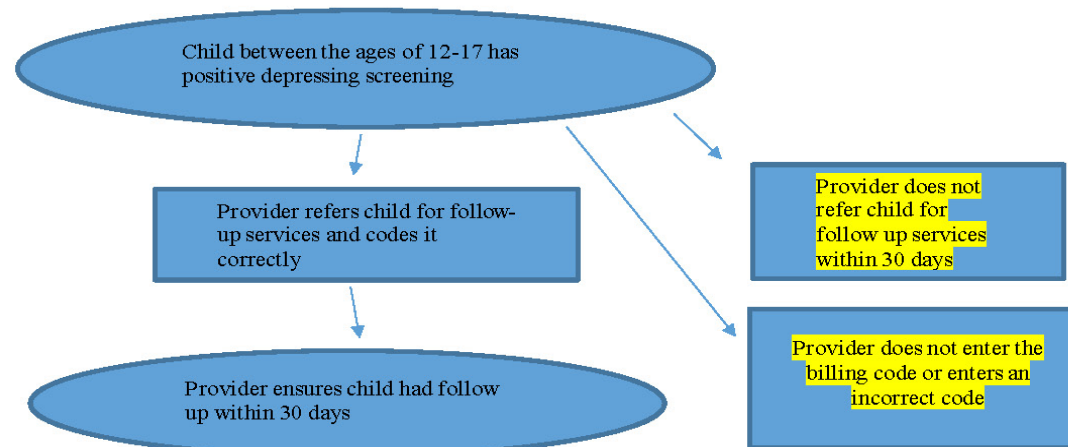 Child between the ages of 12-17 has
positive depressing screening
Provider refers child for follow-
up services and codes it
correctly
Provider does not
refer child for
follow up services
within 30 days
Provider ensures child had follow
up within 30 days
Provider does not enter the
billing code or enters an
incorrect code